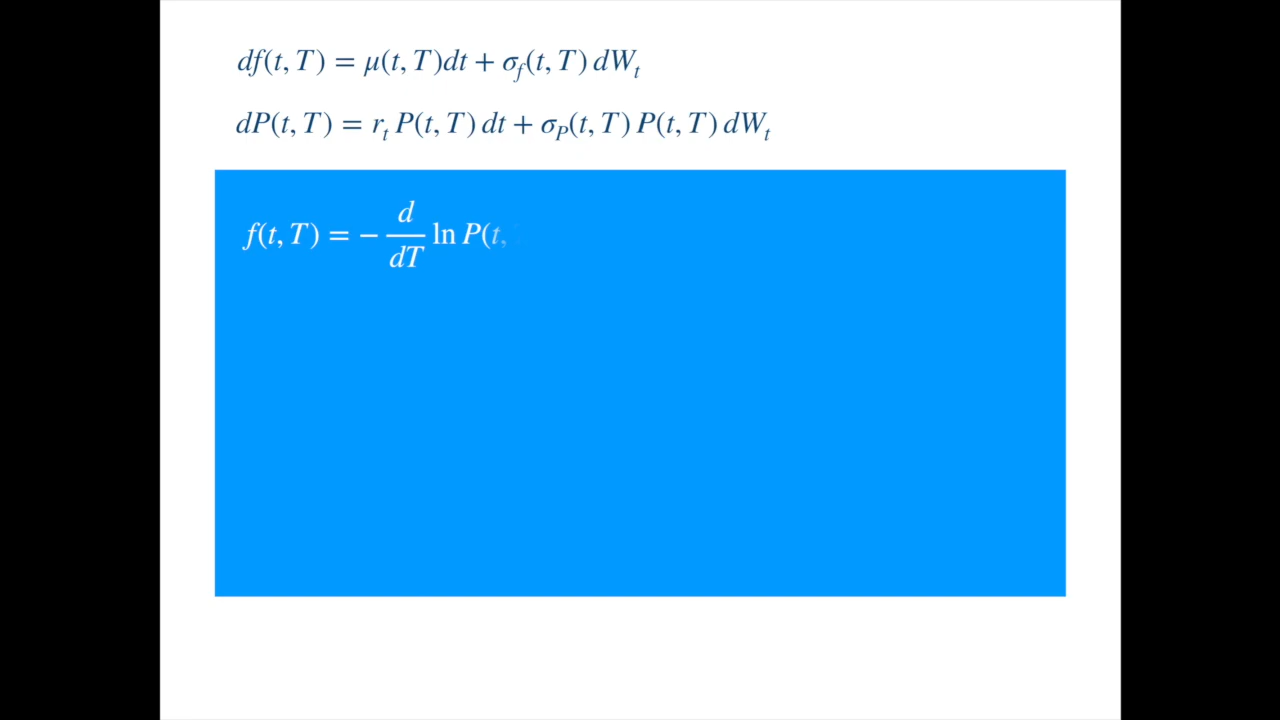 df(t, T) = μ(t, T)dt + σ_f(t, T) dW_t
dP(t, T) = r_t P(t, T) dt + σ_P(t, T) P(t, T) dW_t
f(t, T) = − d/dT ln P(t,